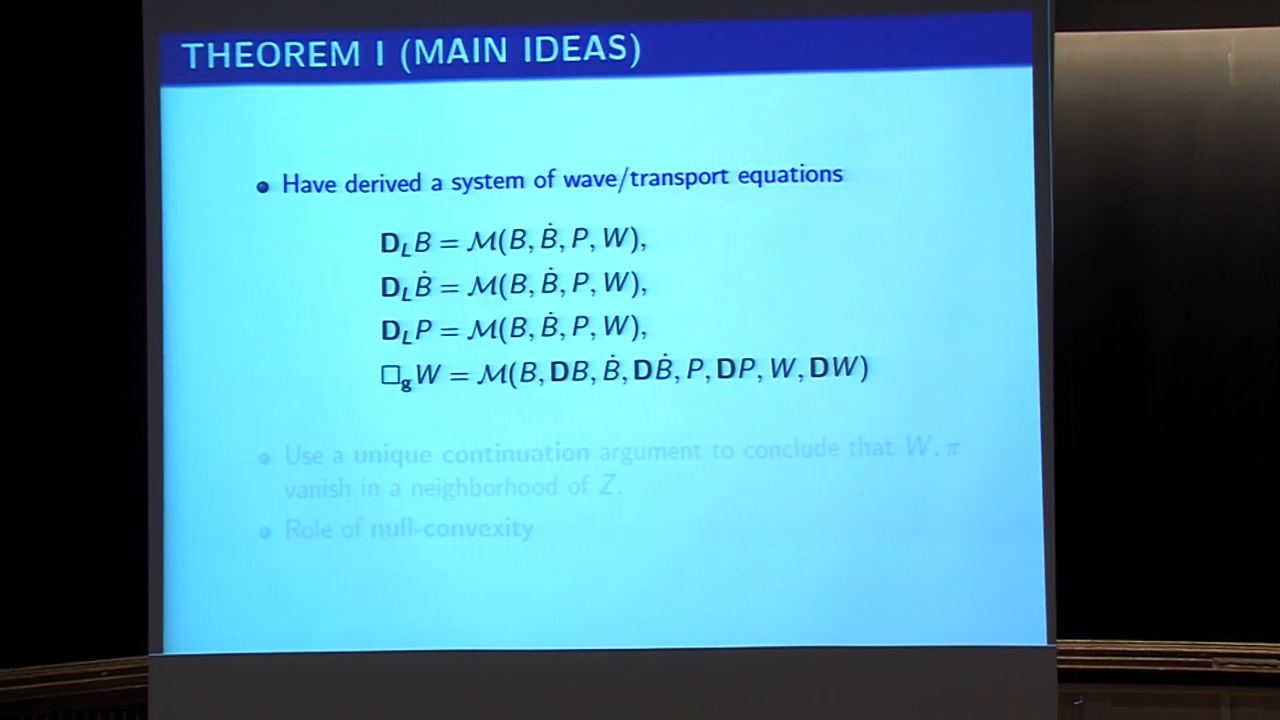 THEOREM I (MAIN IDEAS)
• Have derived a system of wave/transport equations
D_L B = ℳ(B, Ḃ, P, W),
D_L Ḃ = ℳ(B, Ḃ, P, W),
D_L P = ℳ(B, Ḃ, P, W),
□_g W = ℳ(B, DB, Ḃ, DḂ, P, DP, W, DW)
• Use a unique continuation argument to conclude that W, π
vanish in a neighborhood of Z.
• Role of null-convexity